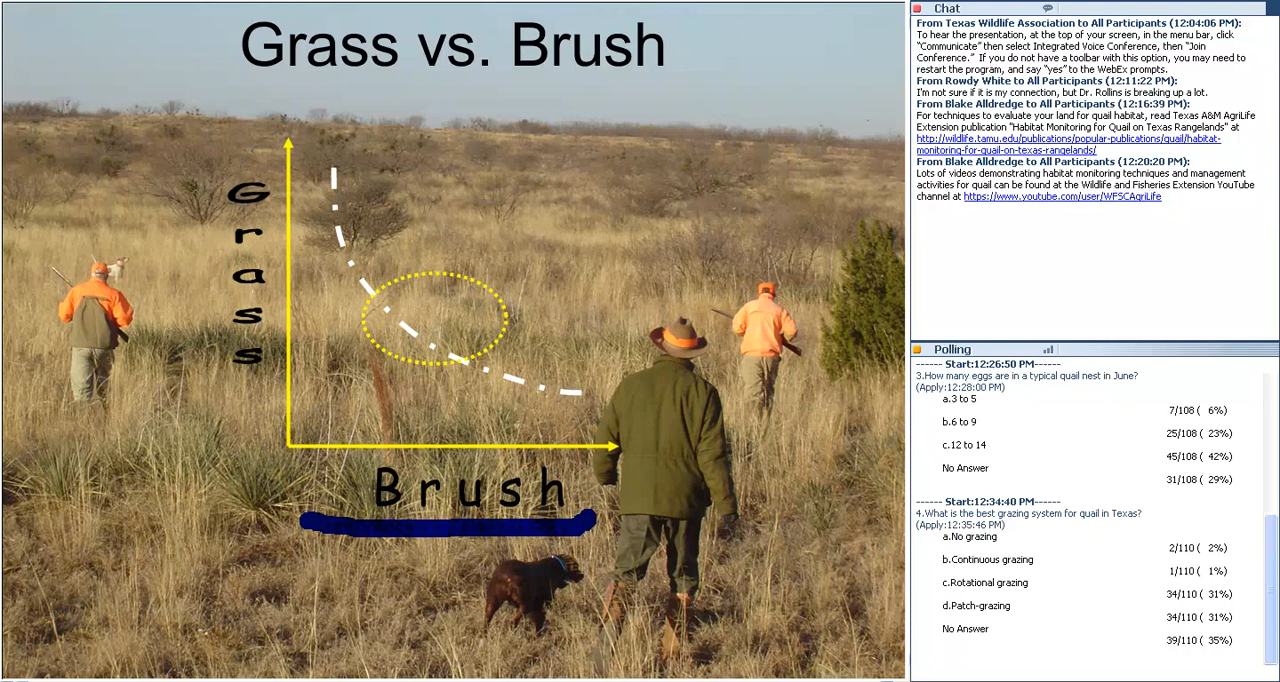 Grass vs. Brush
Grass
Brush
Chat
From Texas Wildlife Association to All Participants (12:04:06 PM):
To hear the presentation, at the top of your screen, in the menu bar, click
"Communicate" then select Integrated Voice Conference, then "Join
Conference." If you do not have a toolbar with this option, you may need to
restart the program, and say "yes" to the WebEx prompts.
From Rowdy White to All Participants (12:11:22 PM):
I'm not sure if it is my connection, but Dr. Rollins is breaking up a lot.
From Blake Alldredge to All Participants (12:16:39 PM):
For techniques to evaluate your land for quail habitat, read Texas A&M AgriLife
Extension publication "Habitat Monitoring for Quail on Texas Rangelands" at
http://wildlife.tamu.edu/publications/popular-publications/quail/habitat-
monitoring-for-quail-on-texas-rangelands/
From Blake Alldredge to All Participants (12:20:20 PM):
Lots of videos demonstrating habitat monitoring techniques and management
activities for quail can be found at the Wildlife and Fisheries Extension YouTube
channel at https://www.youtube.com/user/WFSCAgriLife
Polling
------ Start:12:26:50 PM------
3.How many eggs are in a typical quail nest in June?
(Apply:12:28:00 PM)
a.3 to 5
7/108 ( 6%)
b.6 to 9
25/108 ( 23%)
c.12 to 14
45/108 ( 42%)
No Answer
31/108 ( 29%)
------ Start:12:34:40 PM------
4.What is the best grazing system for quail in Texas?
(Apply:12:35:46 PM)
a.No grazing
2/110 ( 2%)
b.Continuous grazing
1/110 ( 1%)
c.Rotational grazing
34/110 ( 31%)
d.Patch-grazing
34/110 ( 31%)
No Answer
39/110 ( 35%)